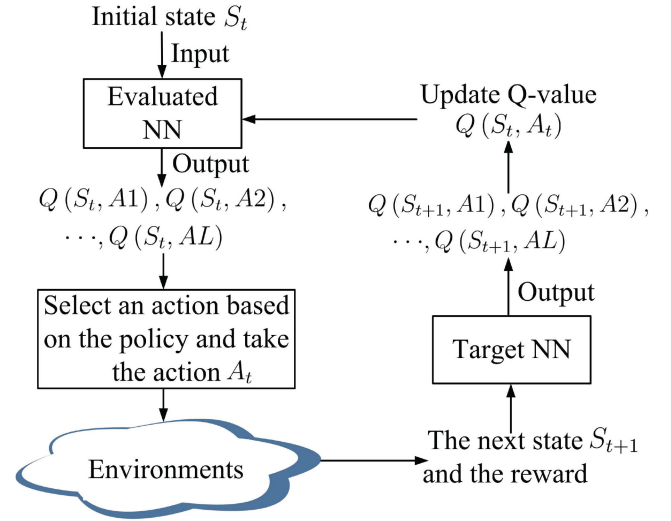 Initial state $S_t$
Input
Evaluated
NN
Output
$Q(S_t, A1), Q(S_t, A2),$
$\cdots, Q(S_t, AL)$
Select an action based
on the policy and take
the action $A_t$
Environments
The next state $S_{t+1}$
and the reward
Target NN
Output
$Q(S_{t+1}, A1), Q(S_{t+1}, A2),$
$\cdots, Q(S_{t+1}, AL)$
Update Q-value
$Q(S_t, A_t)$